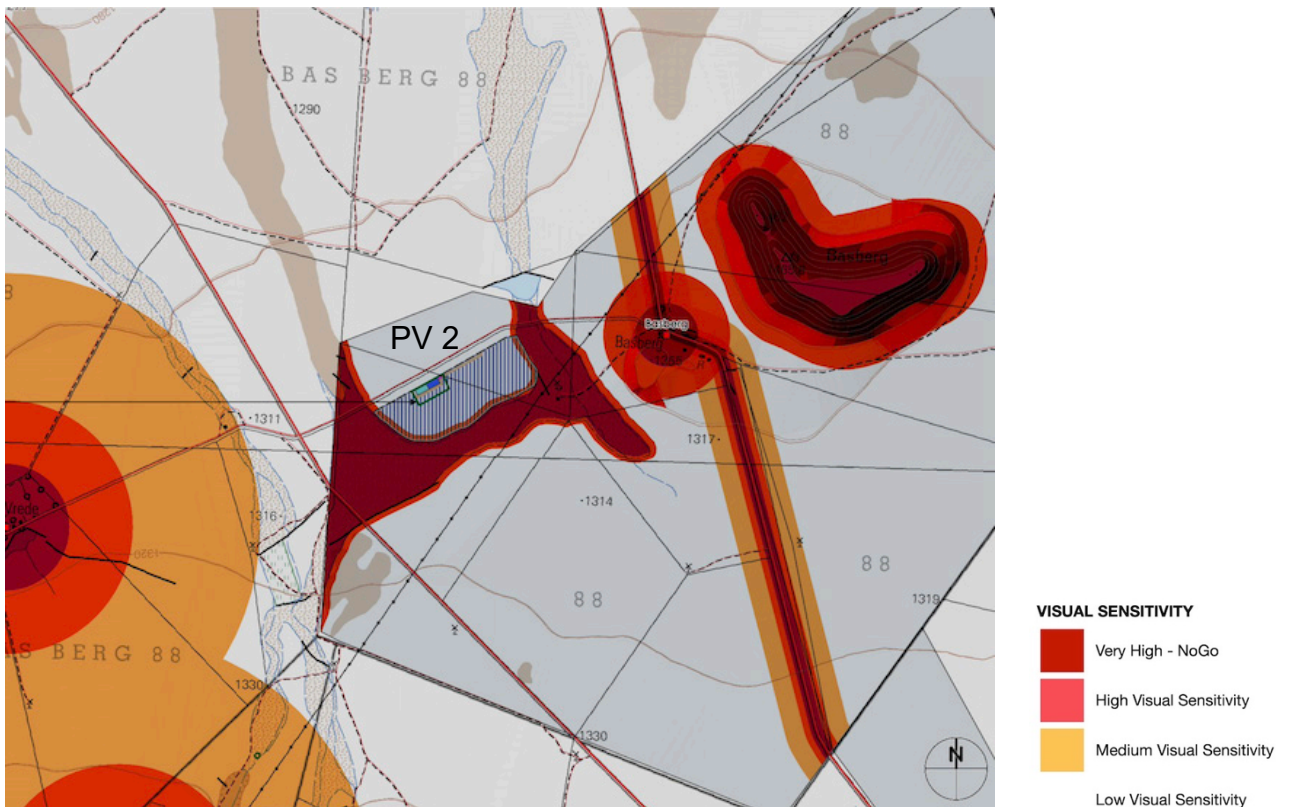 BAS BERG 88
1290
88
Basberg
Basberg
Basberg
PV 2
1311
1317
1314
1316
Vrede
88
88
1319
BERG 88
1330
1330
N
VISUAL SENSITIVITY
Very High - NoGo
High Visual Sensitivity
Medium Visual Sensitivity
Low Visual Sensitivity